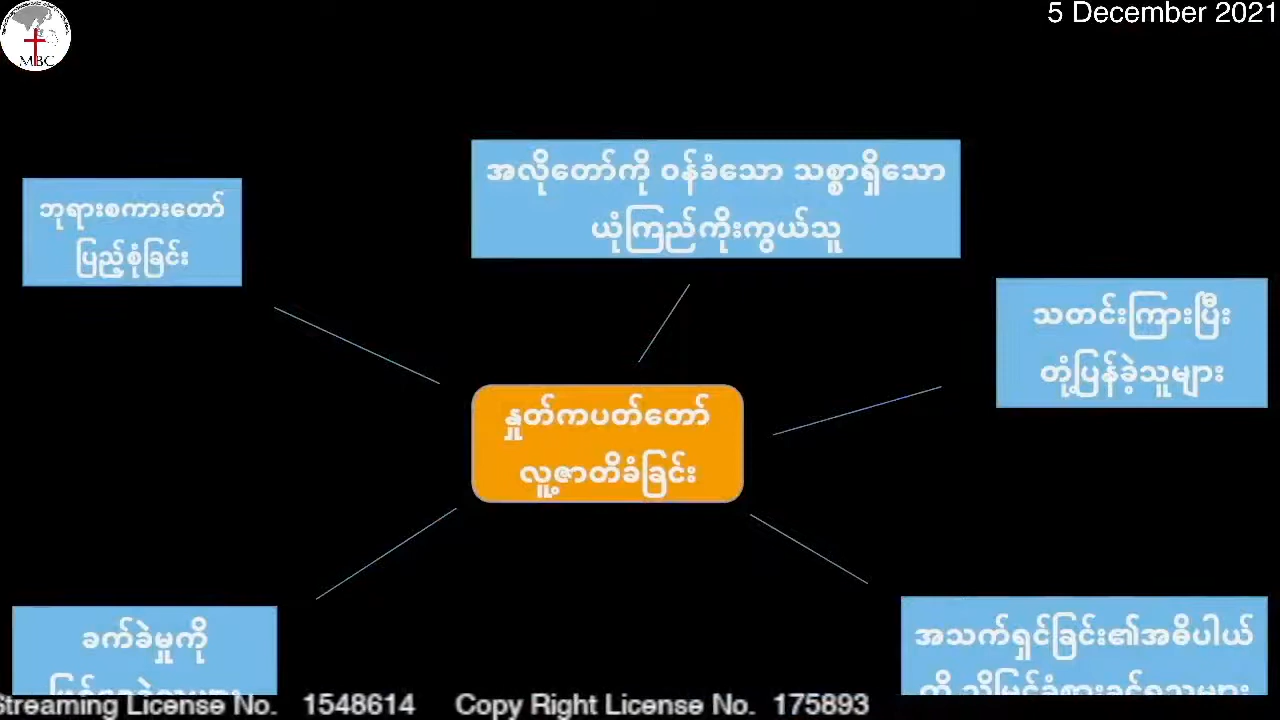 5 December 2021
MBC
အလိုတော်ကို ဝန်ခံသော သစ္စာရှိသော
ယုံကြည်ကိုးကွယ်သူ
ဘုရားစကားတော်
ပြည့်စုံခြင်း
သတင်းကြားပြီး
တုံ့ပြန်ခဲ့သူများ
နှုတ်ကပတ်တော်
လူ့ဇာတိခံခြင်း
ခက်ခဲမှုကို
အသက်ရှင်ခြင်း၏အဓိပါယ်
Streaming License No. 1548614 Copy Right License No. 175893